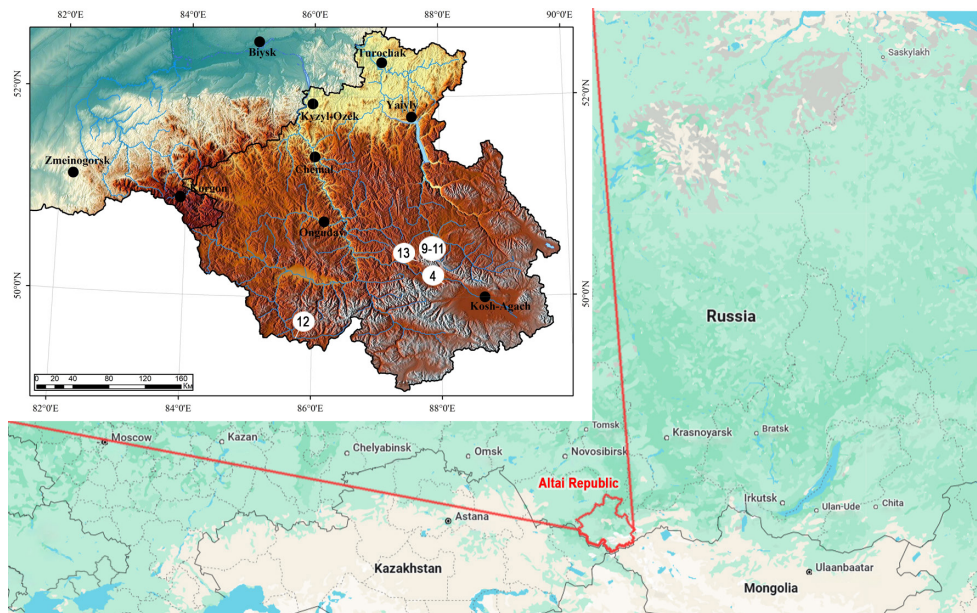 82°0'E
84°0'E
86°0'E
88°0'E
90°0'E
Biysk
Turochak
52°0'N
52°0'N
Kyzyl-Ozek
Yaiyly
Zmeinogorsk
Chemal
Korgon
Onguday
13
9-11
4
50°0'N
50°0'N
Kosh-Agach
12
0 20 40 80 120 160
KM
82°0'E
84°0'E
86°0'E
88°0'E
Saskylakh
Russia
Moscow
Kazan
Chelyabinsk
Omsk
Tomsk
Novosibirsk
Krasnoyarsk
Bratsk
Altai Republic
Irkutsk
Ulan-Ude
Chita
Astana
Kazakhstan
Ulaanbaatar
Mongolia